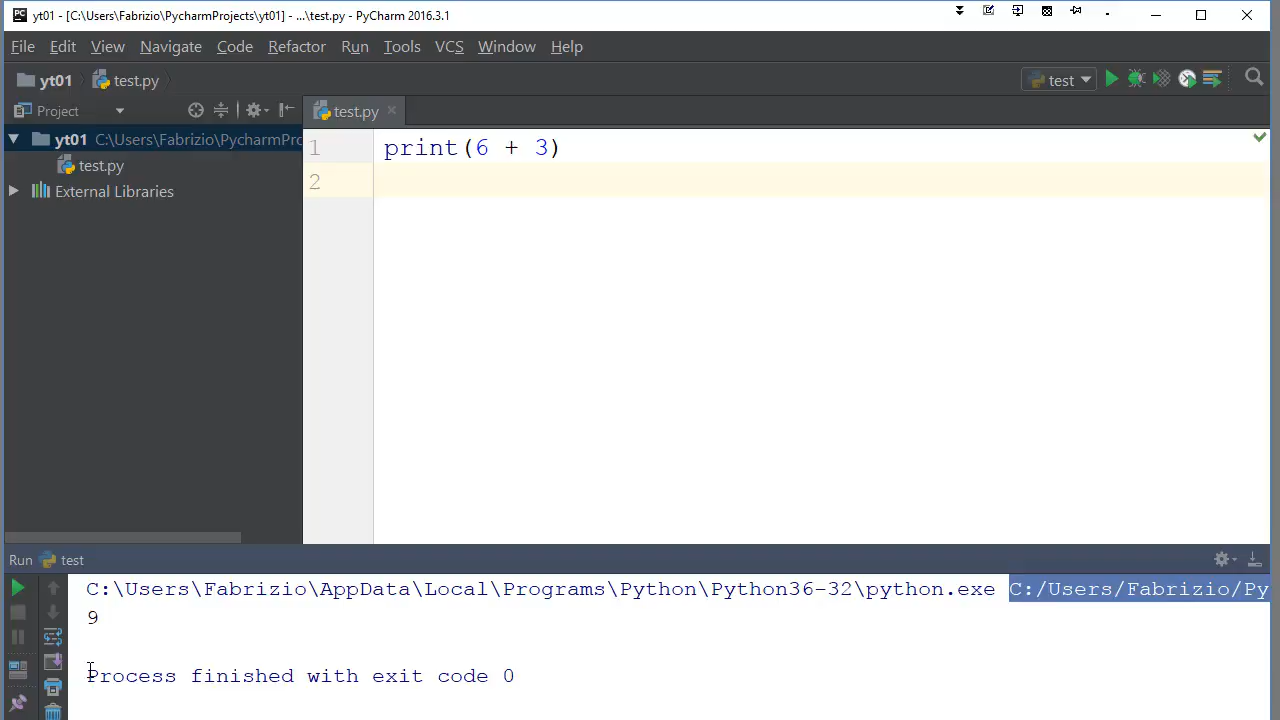 PC yt01 - [C:\Users\Fabrizio\PycharmProjects\yt01] - ...\test.py - PyCharm 2016.3.1
File Edit View Navigate Code Refactor Run Tools VCS Window Help
yt01 test.py test
Project test.py
yt01 C:\Users\Fabrizio\PycharmPro
test.py
External Libraries
1 print(6 + 3)
2
Run test
C:\Users\Fabrizio\AppData\Local\Programs\Python\Python36-32\python.exe C:/Users/Fabrizio/Py
9
Process finished with exit code 0